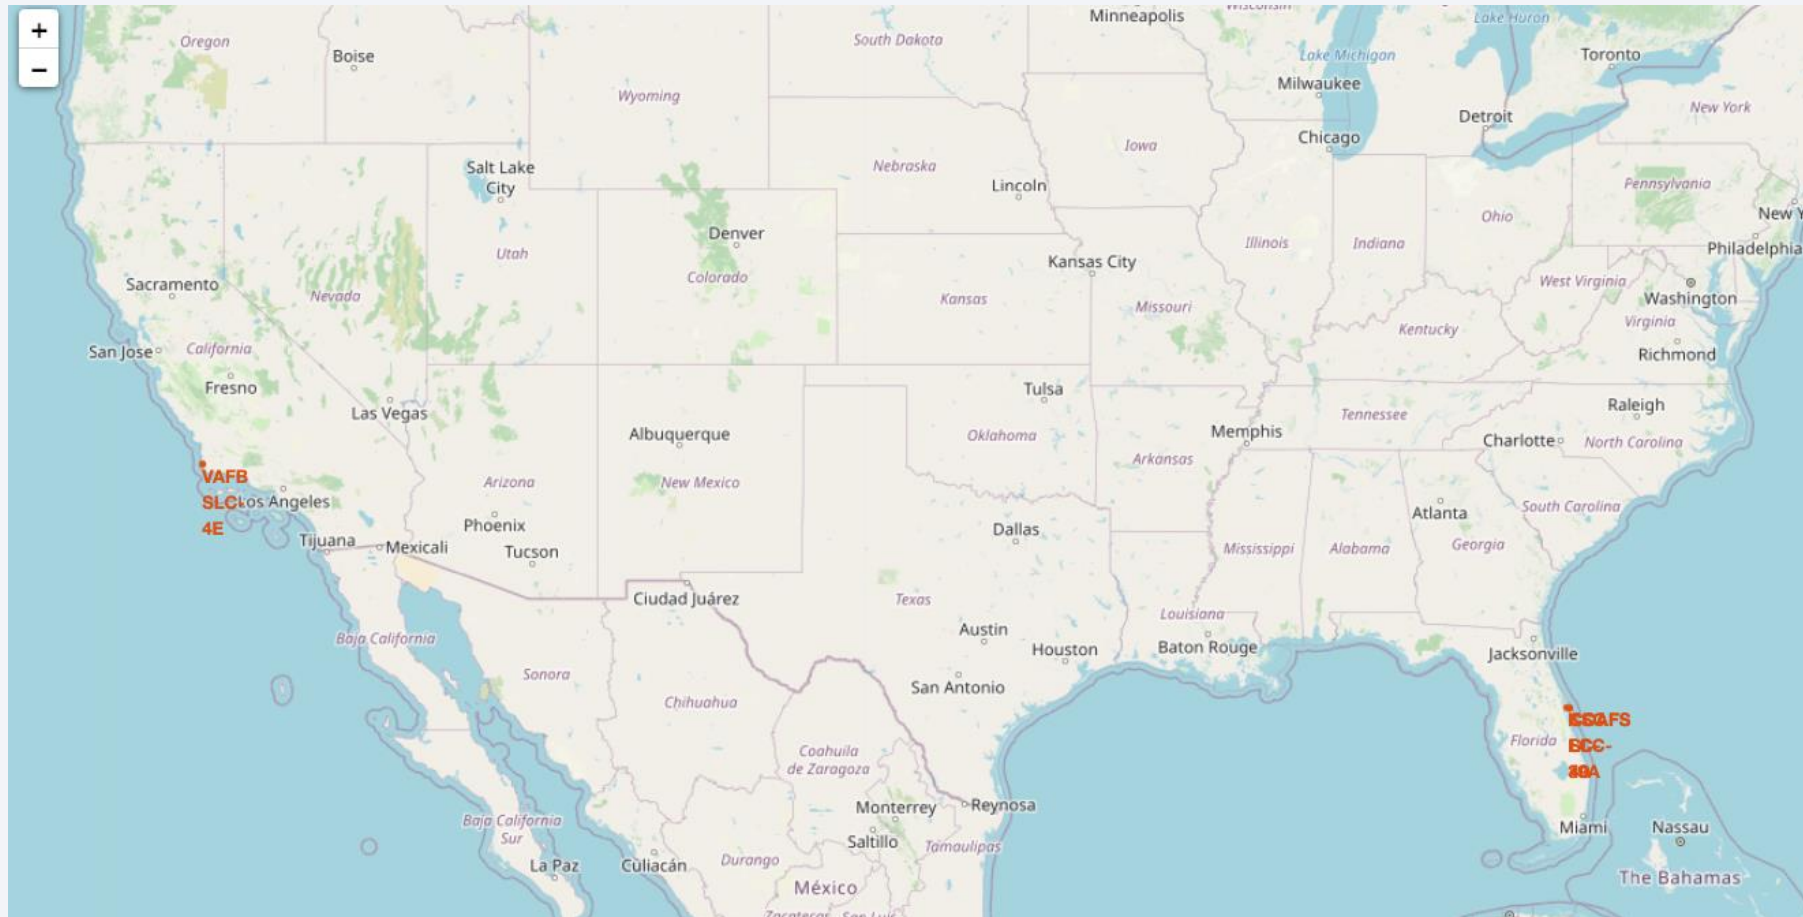 +
−
Minneapolis
Wisconsin
Lake Huron
Oregon
Boise
South Dakota
Lake Michigan
Toronto
Milwaukee
Wyoming
New York
Detroit
Chicago
Iowa
Salt Lake
City
Nebraska
Lincoln
Pennsylvania
Ohio
New Y
Denver
Philadelphia
Utah
Illinois
Indiana
Kansas City
Colorado
West Virginia
Sacramento
Nevada
Kansas
Missouri
Washington
Virginia
Kentucky
San Jose
California
Richmond
Fresno
Tulsa
Las Vegas
Raleigh
Tennessee
Albuquerque
Oklahoma
Memphis
Charlotte
North Carolina
Arkansas
VAFB
SLC-
4E
Los Angeles
Arizona
New Mexico
Atlanta
South Carolina
Phoenix
Dallas
Tijuana
Mexicali
Tucson
Mississippi
Alabama
Georgia
Ciudad Juárez
Texas
Louisiana
Austin
Baja California
Houston
Baton Rouge
Jacksonville
Sonora
San Antonio
Chihuahua
Florida
Coahuila
de Zaragoza
Monterrey
Reynosa
Baja California
Sur
Saltillo
Tamaulipas
Miami
Nassau
La Paz
Culiacán
Durango
México
The Bahamas
Zacatecas
San Luis